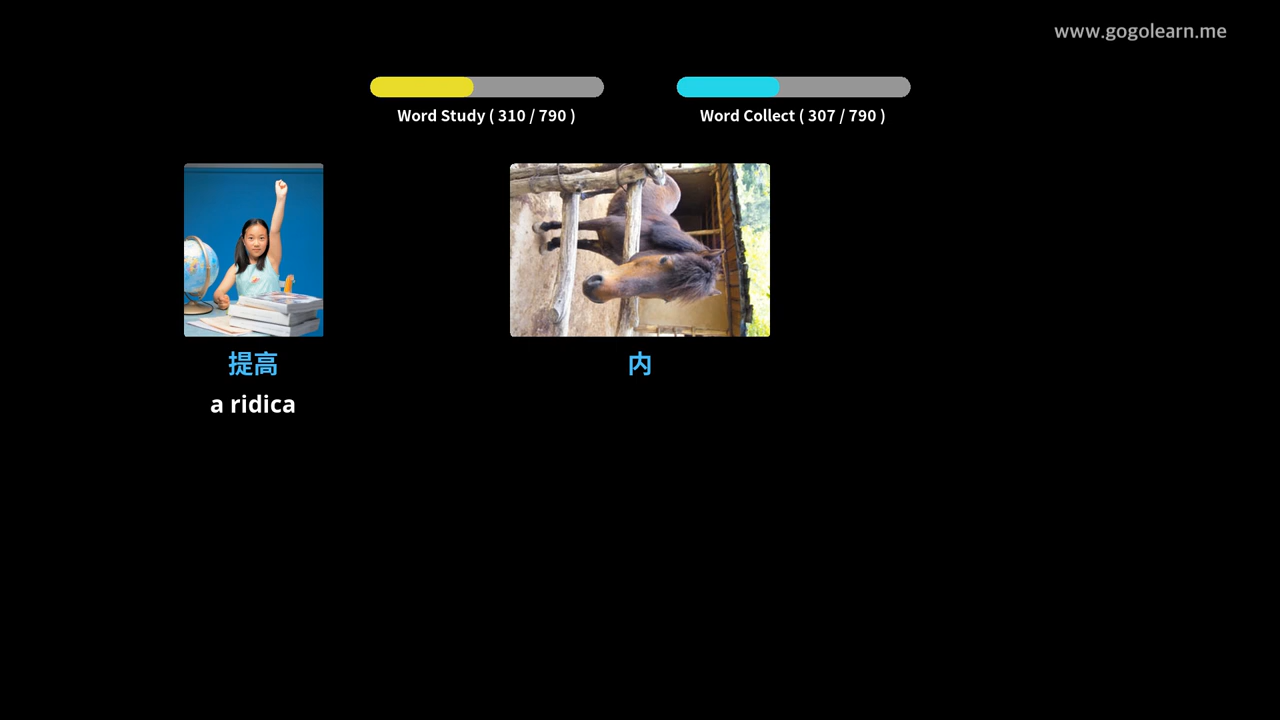 www.gogolearn.me
Word Study ( 310 / 790 )
Word Collect ( 307 / 790 )
提高
内
a ridica